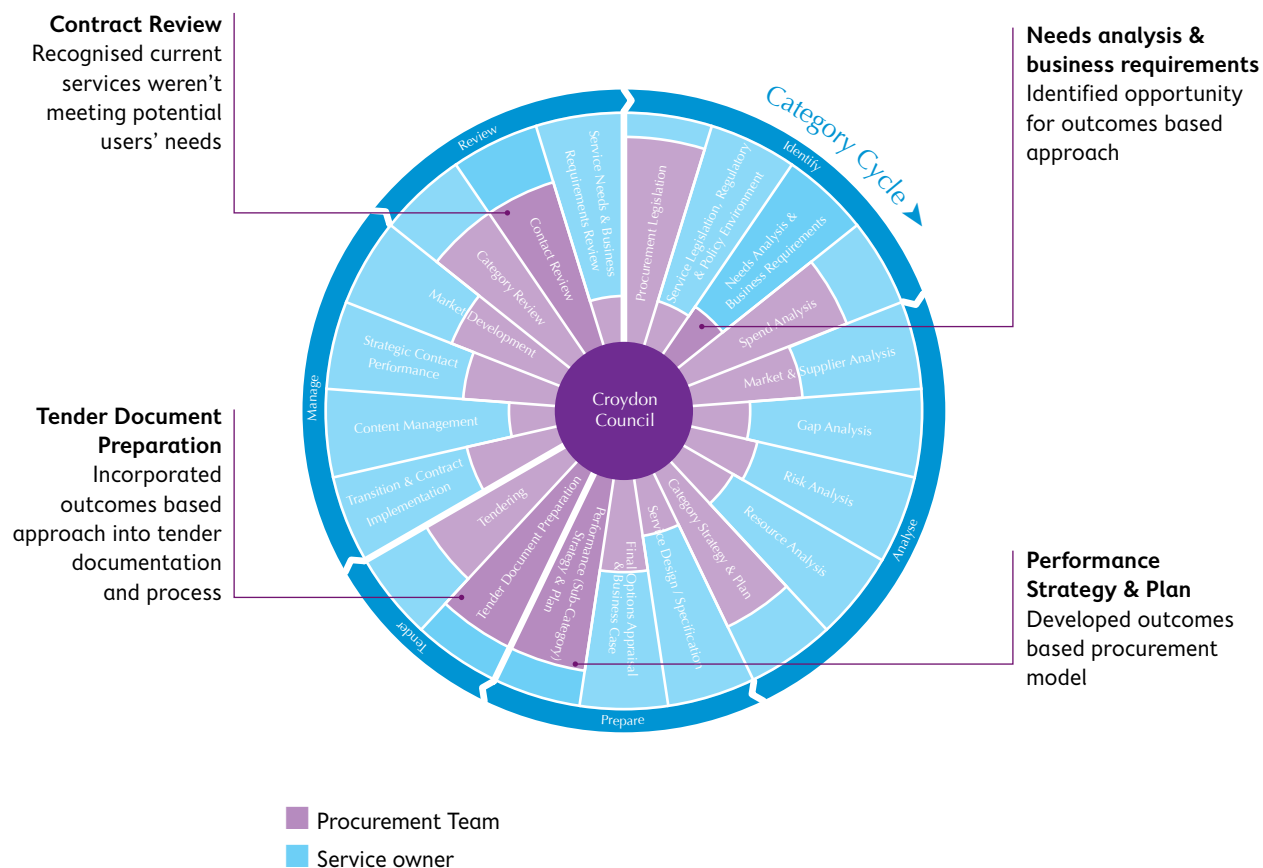 Contract Review
Recognised current
services weren't
meeting potential
users' needs
Needs analysis &
business requirements
Identified opportunity
for outcomes based
approach
Category Cycle
Identify
Procurement Legislation
Service Legislation, Regulatory
& Policy Environment
Needs Analysis &
Business Requirements
Spend Analysis
Analyse
Market & Supplier Analysis
Gap Analysis
Risk Analysis
Resource Analysis
Category Strategy & Plan
Prepare
Service Design / Specification
Final Options Appraisal
& Business Case
Performance (Sub-Category)
Strategy & Plan
Tender
Tender Document Preparation
Tendering
Manage
Transition & Contract
Implementation
Content Management
Strategic Contact
Performance
Market Development
Review
Category Review
Contact Review
Service Needs & Business
Requirements Review
Croydon
Council
Tender Document
Preparation
Incorporated
outcomes based
approach into tender
documentation
and process
Performance
Strategy & Plan
Developed outcomes
based procurement
model
Procurement Team
Service owner